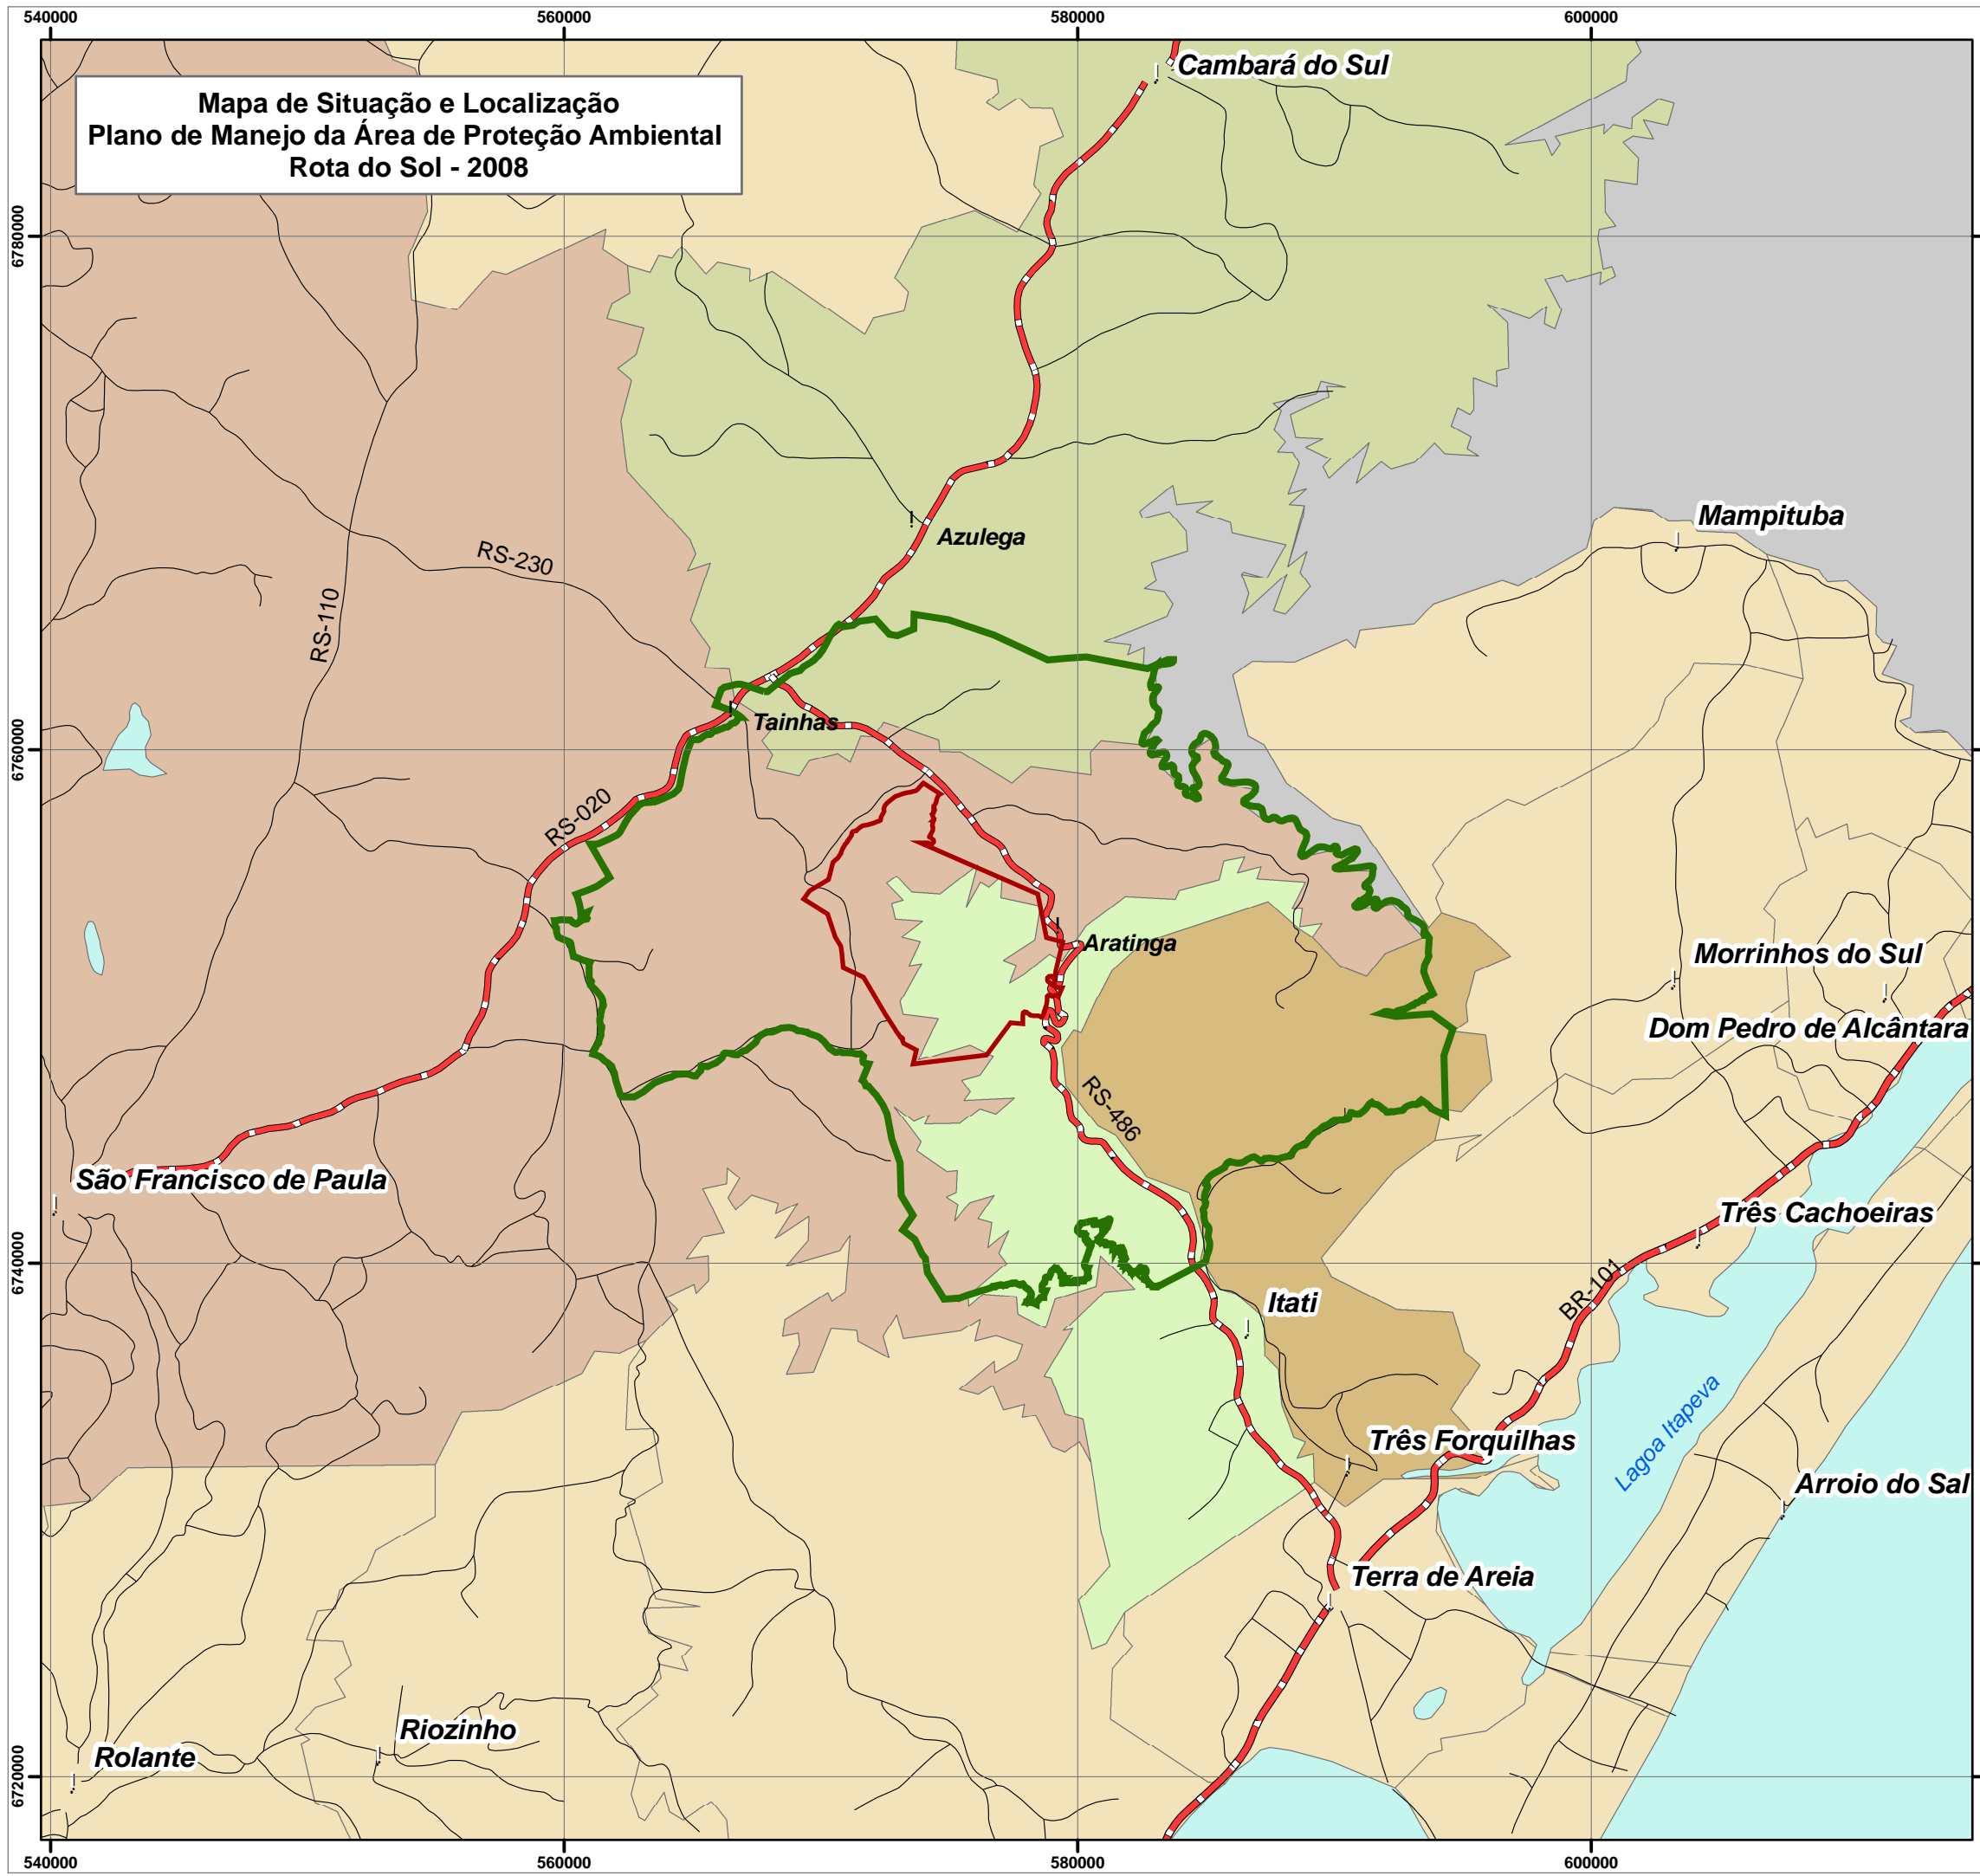 540000
560000
580000
600000
Mapa de Situação e Localização
Plano de Manejo da Área de Proteção Ambiental
Rota do Sol - 2008
Cambará do Sul
6780000
Mampituba
Azulega
RS-230
RS-110
Tainhas
6760000
RS-020
Aratinga
Morrinhos do Sul
Dom Pedro de Alcântara
RS-486
São Francisco de Paula
Três Cachoeiras
6740000
BR-101
Itati
Lagoa Itapeva
Três Forquilhas
Arroio do Sal
Terra de Areia
Riozinho
Rolante
6720000
540000
560000
580000
600000